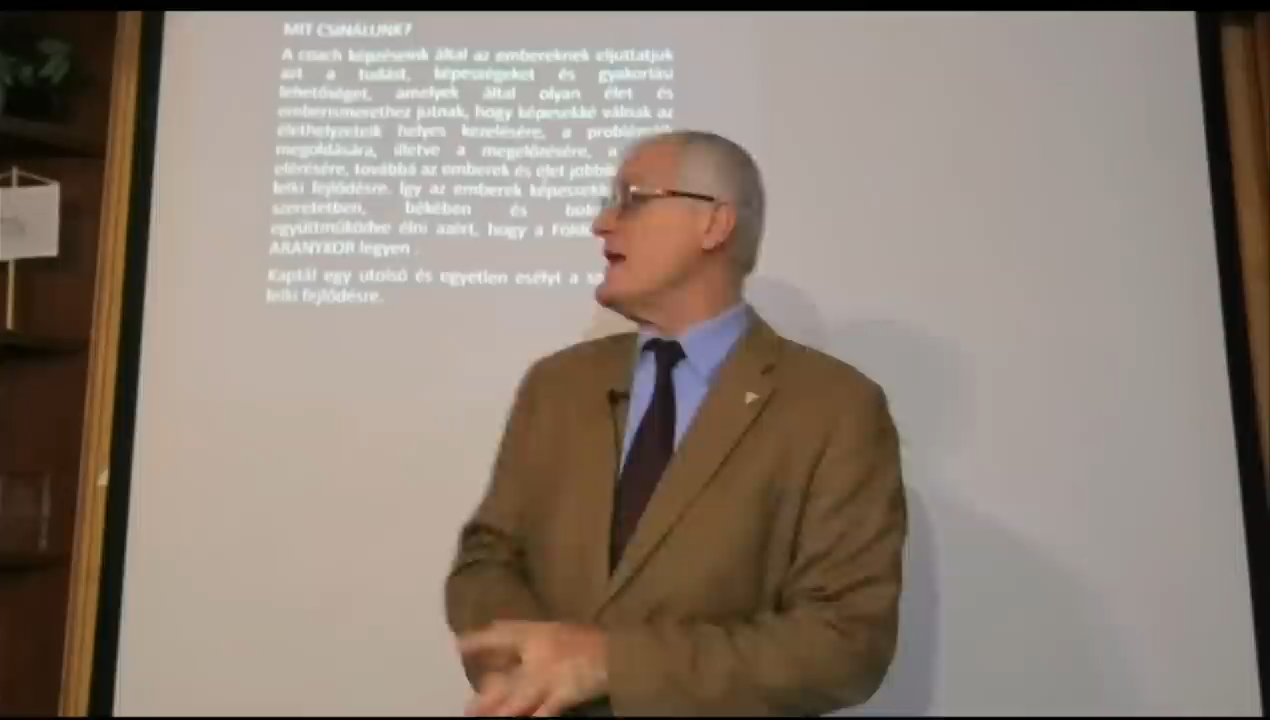 MIT CSINÁLUNK?
A coach képzéseink által az embereknek eljuttatjuk
azt a tudást, képességeket és gyakorlási
lehetőséget, amelyek által olyan élet és
emberismerethez jutnak, hogy képesekké válnak az
élethelyzeteik helyes kezelésére, a
megoldására, illetve a megelőzésére, a
elérésére, továbbá az emberek és élet
lelki fejlődésre. Így az emberek
szeretetben, békében és
együttműködve élni azért, hogy a
ARANYKOR legyen .
Kaptál egy utolsó és egyetlen esélyt a
lelki fejlődésre.